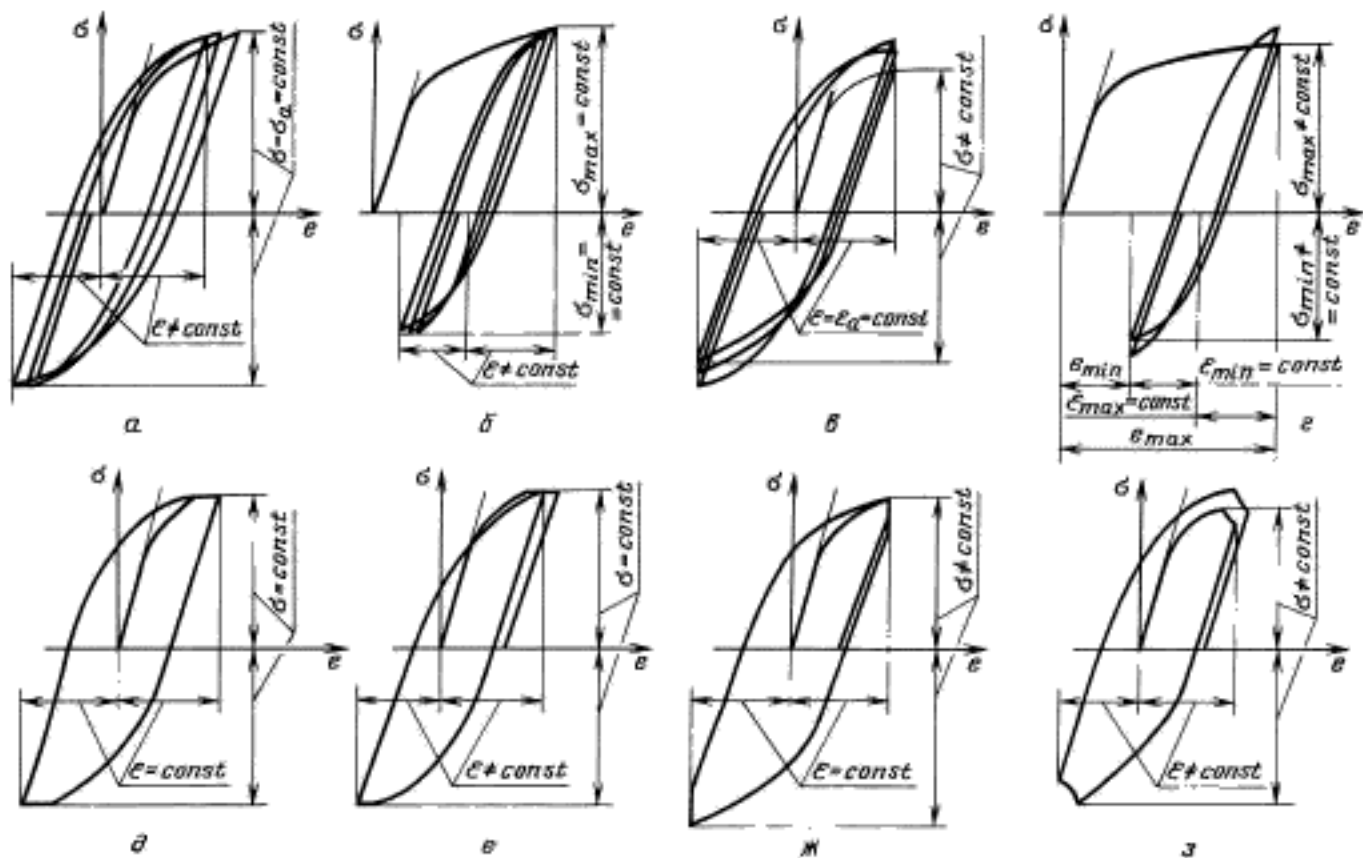 σ
e
σ=σa=const
ε≠const
а
σ
e
σmax=const
σmin=
=const
ε≠const
б
σ
e
σ≠const
ε=εa=const
в
σ
e
σmax≠const
σmin≠
=const
emin
εmin=const
εmax=const
emax
г
σ
e
σ=const
ε=const
д
σ
e
σ=const
ε≠const
е
σ
e
σ≠const
ε=const
ж
σ
e
σ≠const
ε≠const
з